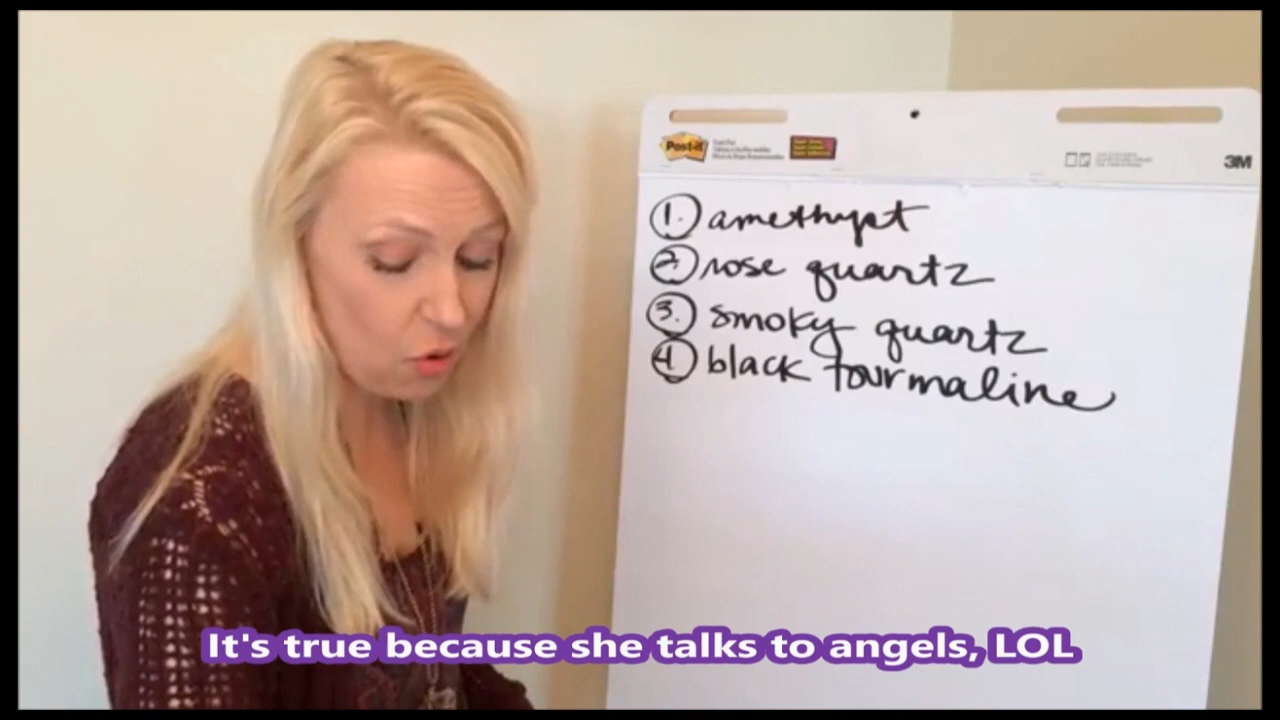 Post-it
3M
1. amethyst
2. rose quartz
3. smoky quartz
4. black tourmaline
It's true because she talks to angels, LOL